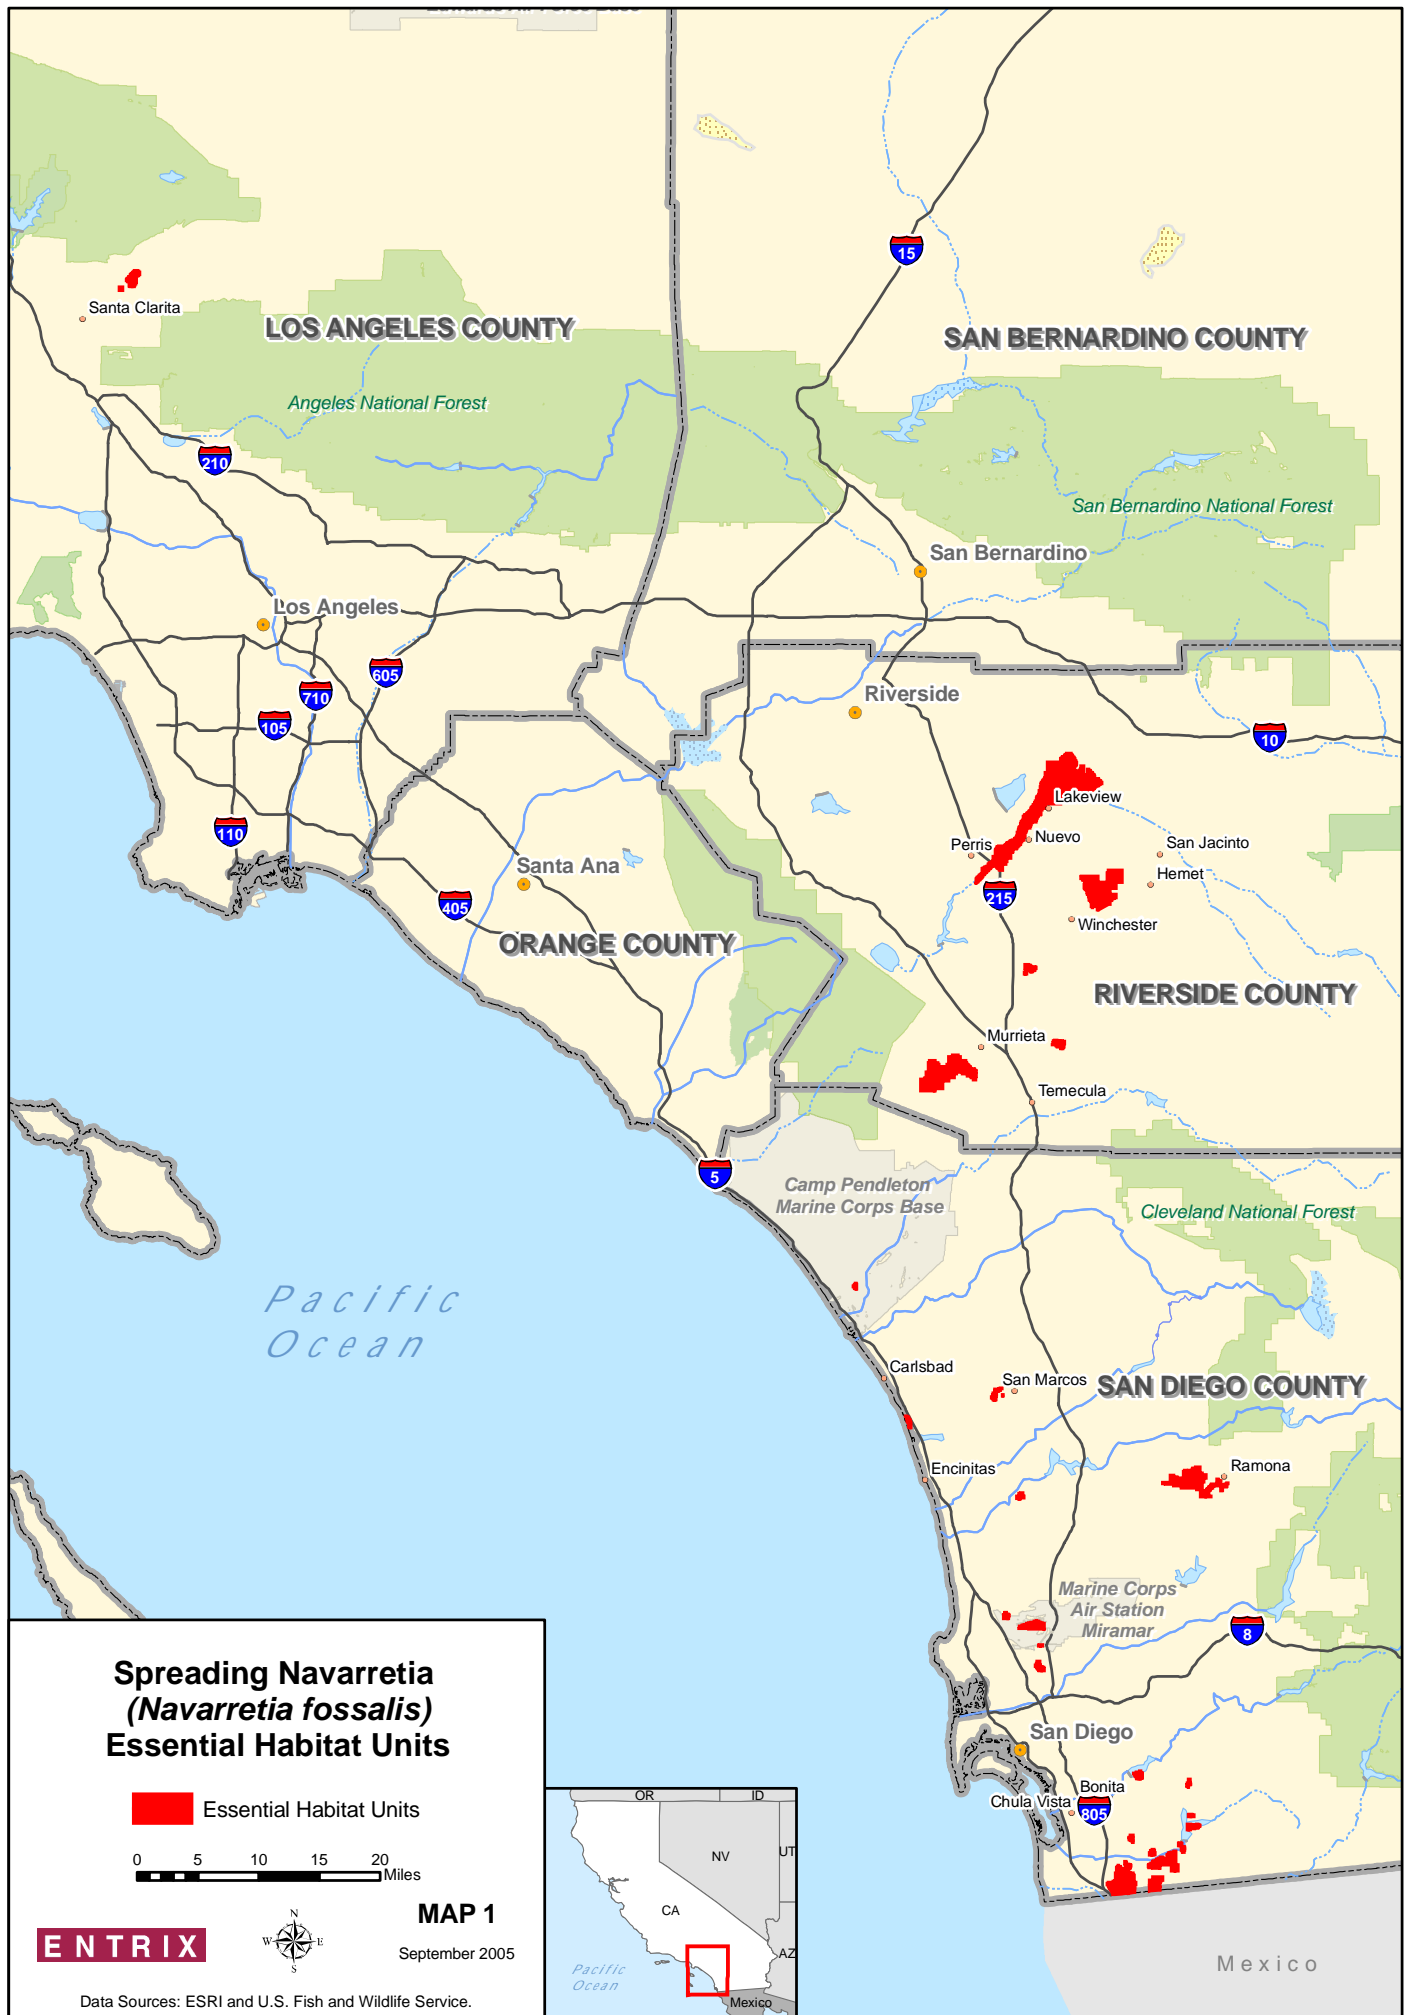 Edwards Air Force Base
15
Santa Clarita
LOS ANGELES COUNTY
SAN BERNARDINO COUNTY
Angeles National Forest
210
San Bernardino National Forest
San Bernardino
Los Angeles
605
710
Riverside
105
10
Lakeview
110
Nuevo
Perris
San Jacinto
Santa Ana
Hemet
215
405
Winchester
ORANGE COUNTY
RIVERSIDE COUNTY
Murrieta
Temecula
5
Camp Pendleton
Marine Corps Base
Cleveland National Forest
Pacific
Ocean
Carlsbad
San Marcos
SAN DIEGO COUNTY
Encinitas
Ramona
Marine Corps
Air Station
Miramar
8
San Diego
Bonita
Chula Vista
805
Mexico
Spreading Navarretia
(Navarretia fossalis)
Essential Habitat Units
Essential Habitat Units
0 5 10 15 20
Miles
MAP 1
ENTRIX
N
W E
S
September 2005
Data Sources: ESRI and U.S. Fish and Wildlife Service.
OR
ID
NV
UT
CA
AZ
Pacific
Ocean
Mexico